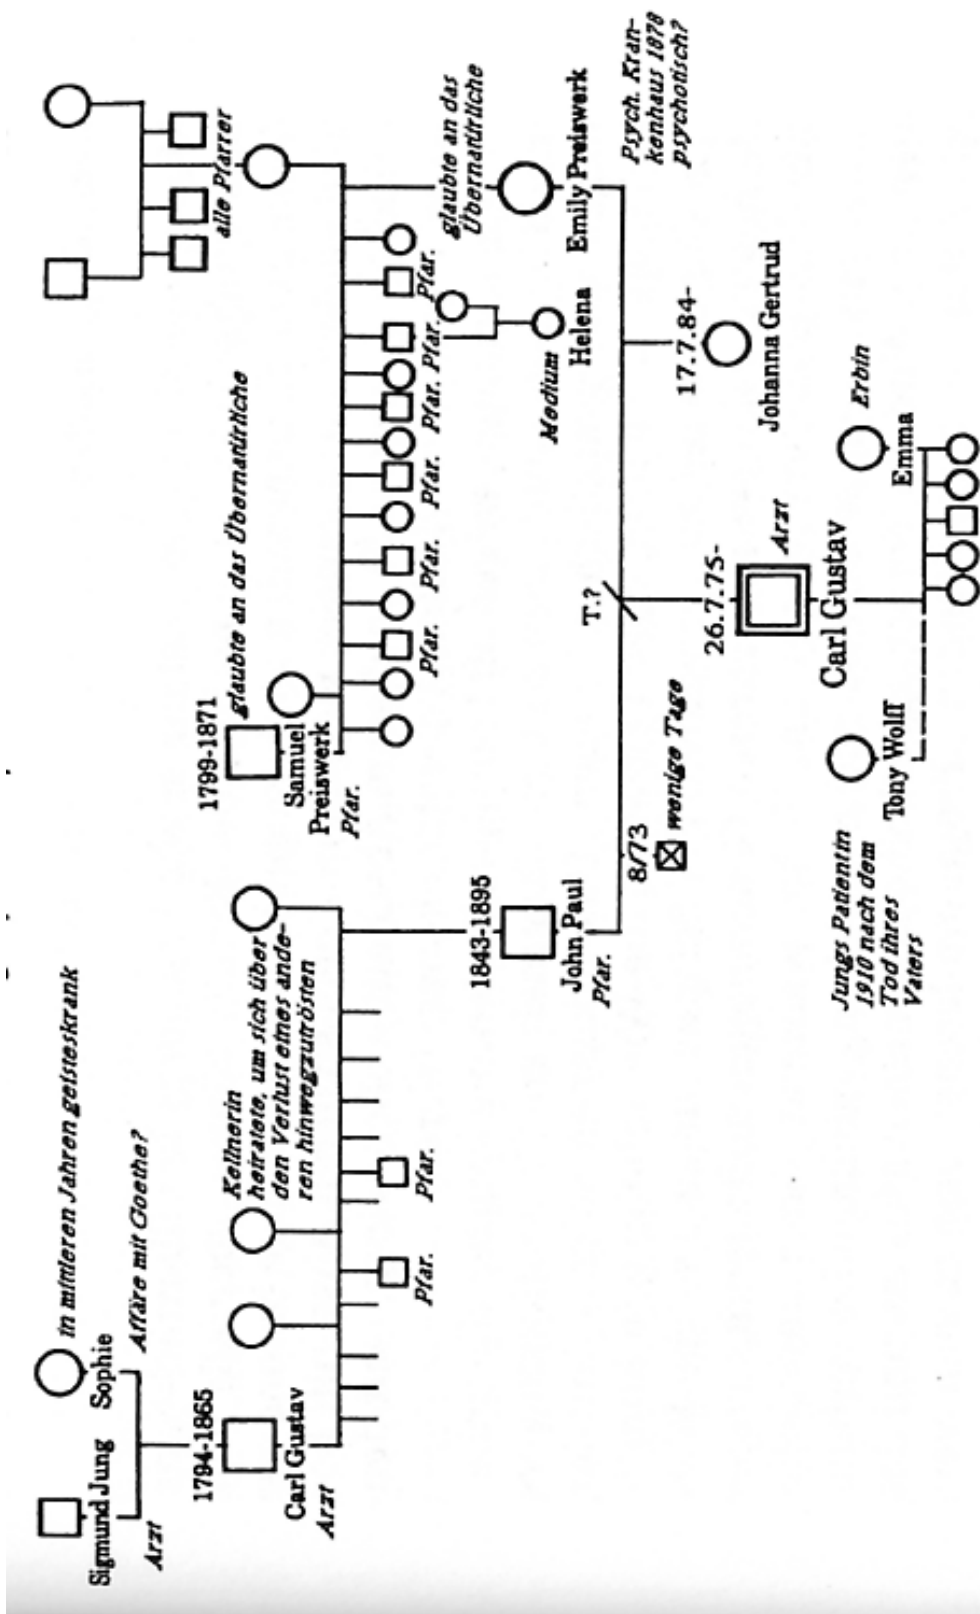 in mittleren Jahren geisteskrank
Sigmund Jung
Arzt
Sophie
Affäre mit Goethe?
alle Pfarrer
1794-1865
Carl Gustav
Arzt
Kellnerin
heiratete, um sich über
den Verlust eines ande-
ren hinwegzutrösten
Pfar.
Pfar.
1799-1871
glaubte an das Übernatürliche
Samuel
Preiswerk
Pfar.
Pfar.
Pfar.
Pfar.
Pfar.
Pfar.
Pfar.
glaubte an das
Übernatürliche
Emily Preiswerk
Medium
Helena
Psych. Kran-
kenhaus 1878
psychotisch?
1843-1895
John Paul
Pfar.
8/73
wenige Tage
T.?
26.7.75-
Arzt
Carl Gustav
17.7.84-
Johanna Gertrud
Erbin
Emma
Tony Wolff
Jungs Patientin
1910 nach dem
Tod ihres
Vaters